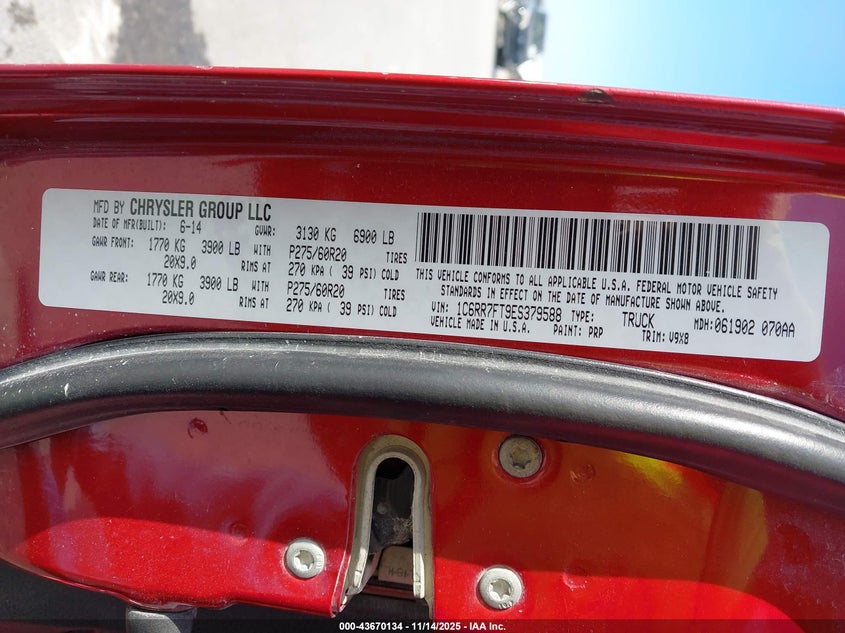 MFD BY CHRYSLER GROUP LLC
DATE OF MFR(BUILT): 6-14 GVWR: 3130 KG 6900 LB
GAWR FRONT: 1770 KG 3900 LB WITH P275/60R20 TIRES
20X9.0 RIMS AT 270 KPA ( 39 PSI) COLD
GAWR REAR: 1770 KG 3900 LB WITH P275/60R20 TIRES
20X9.0 RIMS AT 270 KPA ( 39 PSI) COLD
THIS VEHICLE CONFORMS TO ALL APPLICABLE U.S.A. FEDERAL MOTOR VEHICLE SAFETY
STANDARDS IN EFFECT ON THE DATE OF MANUFACTURE SHOWN ABOVE.
VIN: 1C6RR7FT9ES379588 TYPE: TRUCK MDH:061902 070AA
VEHICLE MADE IN U.S.A. PAINT: PRP TRIM: V9X8
000-43670134 - 11/14/2025 - IAA Inc.